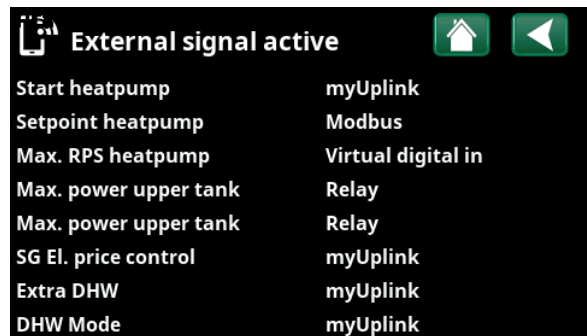 External signal active
Start heatpump myUplink
Setpoint heatpump Modbus
Max. RPS heatpump Virtual digital in
Max. power upper tank Relay
Max. power upper tank Relay
SG El. price control myUplink
Extra DHW myUplink
DHW Mode myUplink